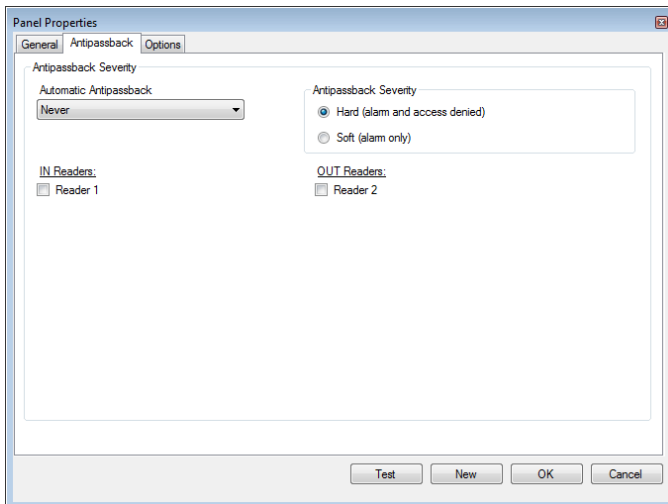 Panel Properties
General Antipassback Options
Antipassback Severity
Automatic Antipassback
Never
Antipassback Severity
Hard (alarm and access denied)
Soft (alarm only)
IN Readers:
Reader 1
OUT Readers:
Reader 2
Test New OK Cancel